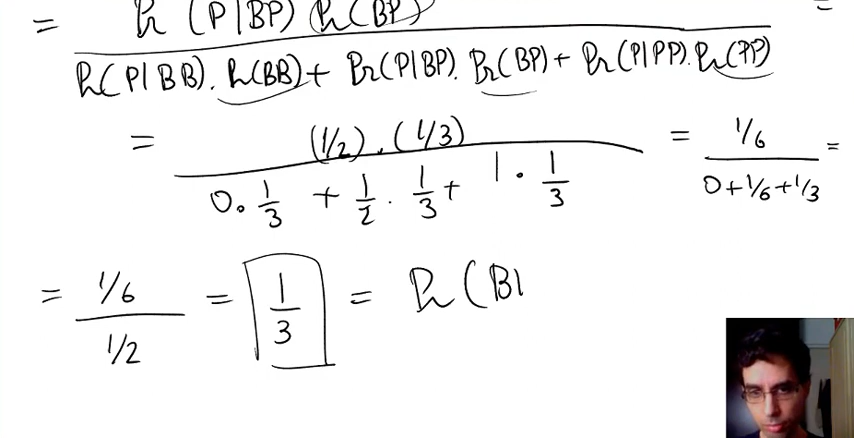 = Pr (P|BP) Pr(BP) =
Pr(P|BB). Pr(BB)+ Pr(P|BP). Pr(BP)+ Pr(P|PP). Pr(PP)
= (1/2) . (1/3) = 1/6 =
0. 1/3 + 1/2 . 1/3 + 1 . 1/3 0+1/6+1/3
= 1/6 = 1/3 = Pr (BP
1/2